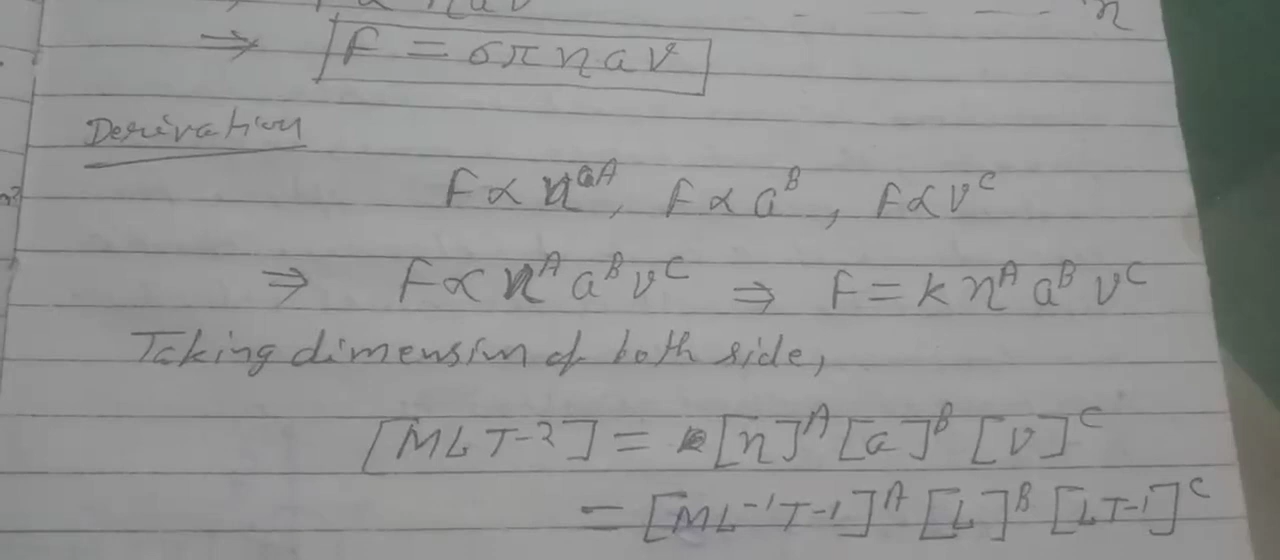 η a v
η
⇒ F = 6πηav
Derivation
F ∝ η^A, F ∝ a^B, F ∝ v^C
⇒ F ∝ η^A a^B v^C ⇒ F = k η^A a^B v^C
Taking dimension of both side,
[MLT-2] = [η]^A [a]^B [v]^C
= [ML^-1T-1]^A [L]^B [LT-1]^C